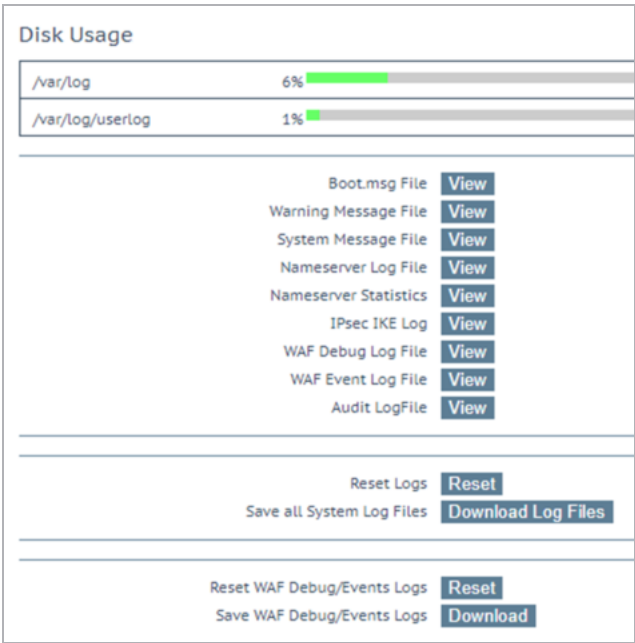 Disk Usage
/var/log 6%
/var/log/userlog 1%
Boot.msg File View
Warning Message File View
System Message File View
Nameserver Log File View
Nameserver Statistics View
IPsec IKE Log View
WAF Debug Log File View
WAF Event Log File View
Audit LogFile View
Reset Logs Reset
Save all System Log Files Download Log Files
Reset WAF Debug/Events Logs Reset
Save WAF Debug/Events Logs Download